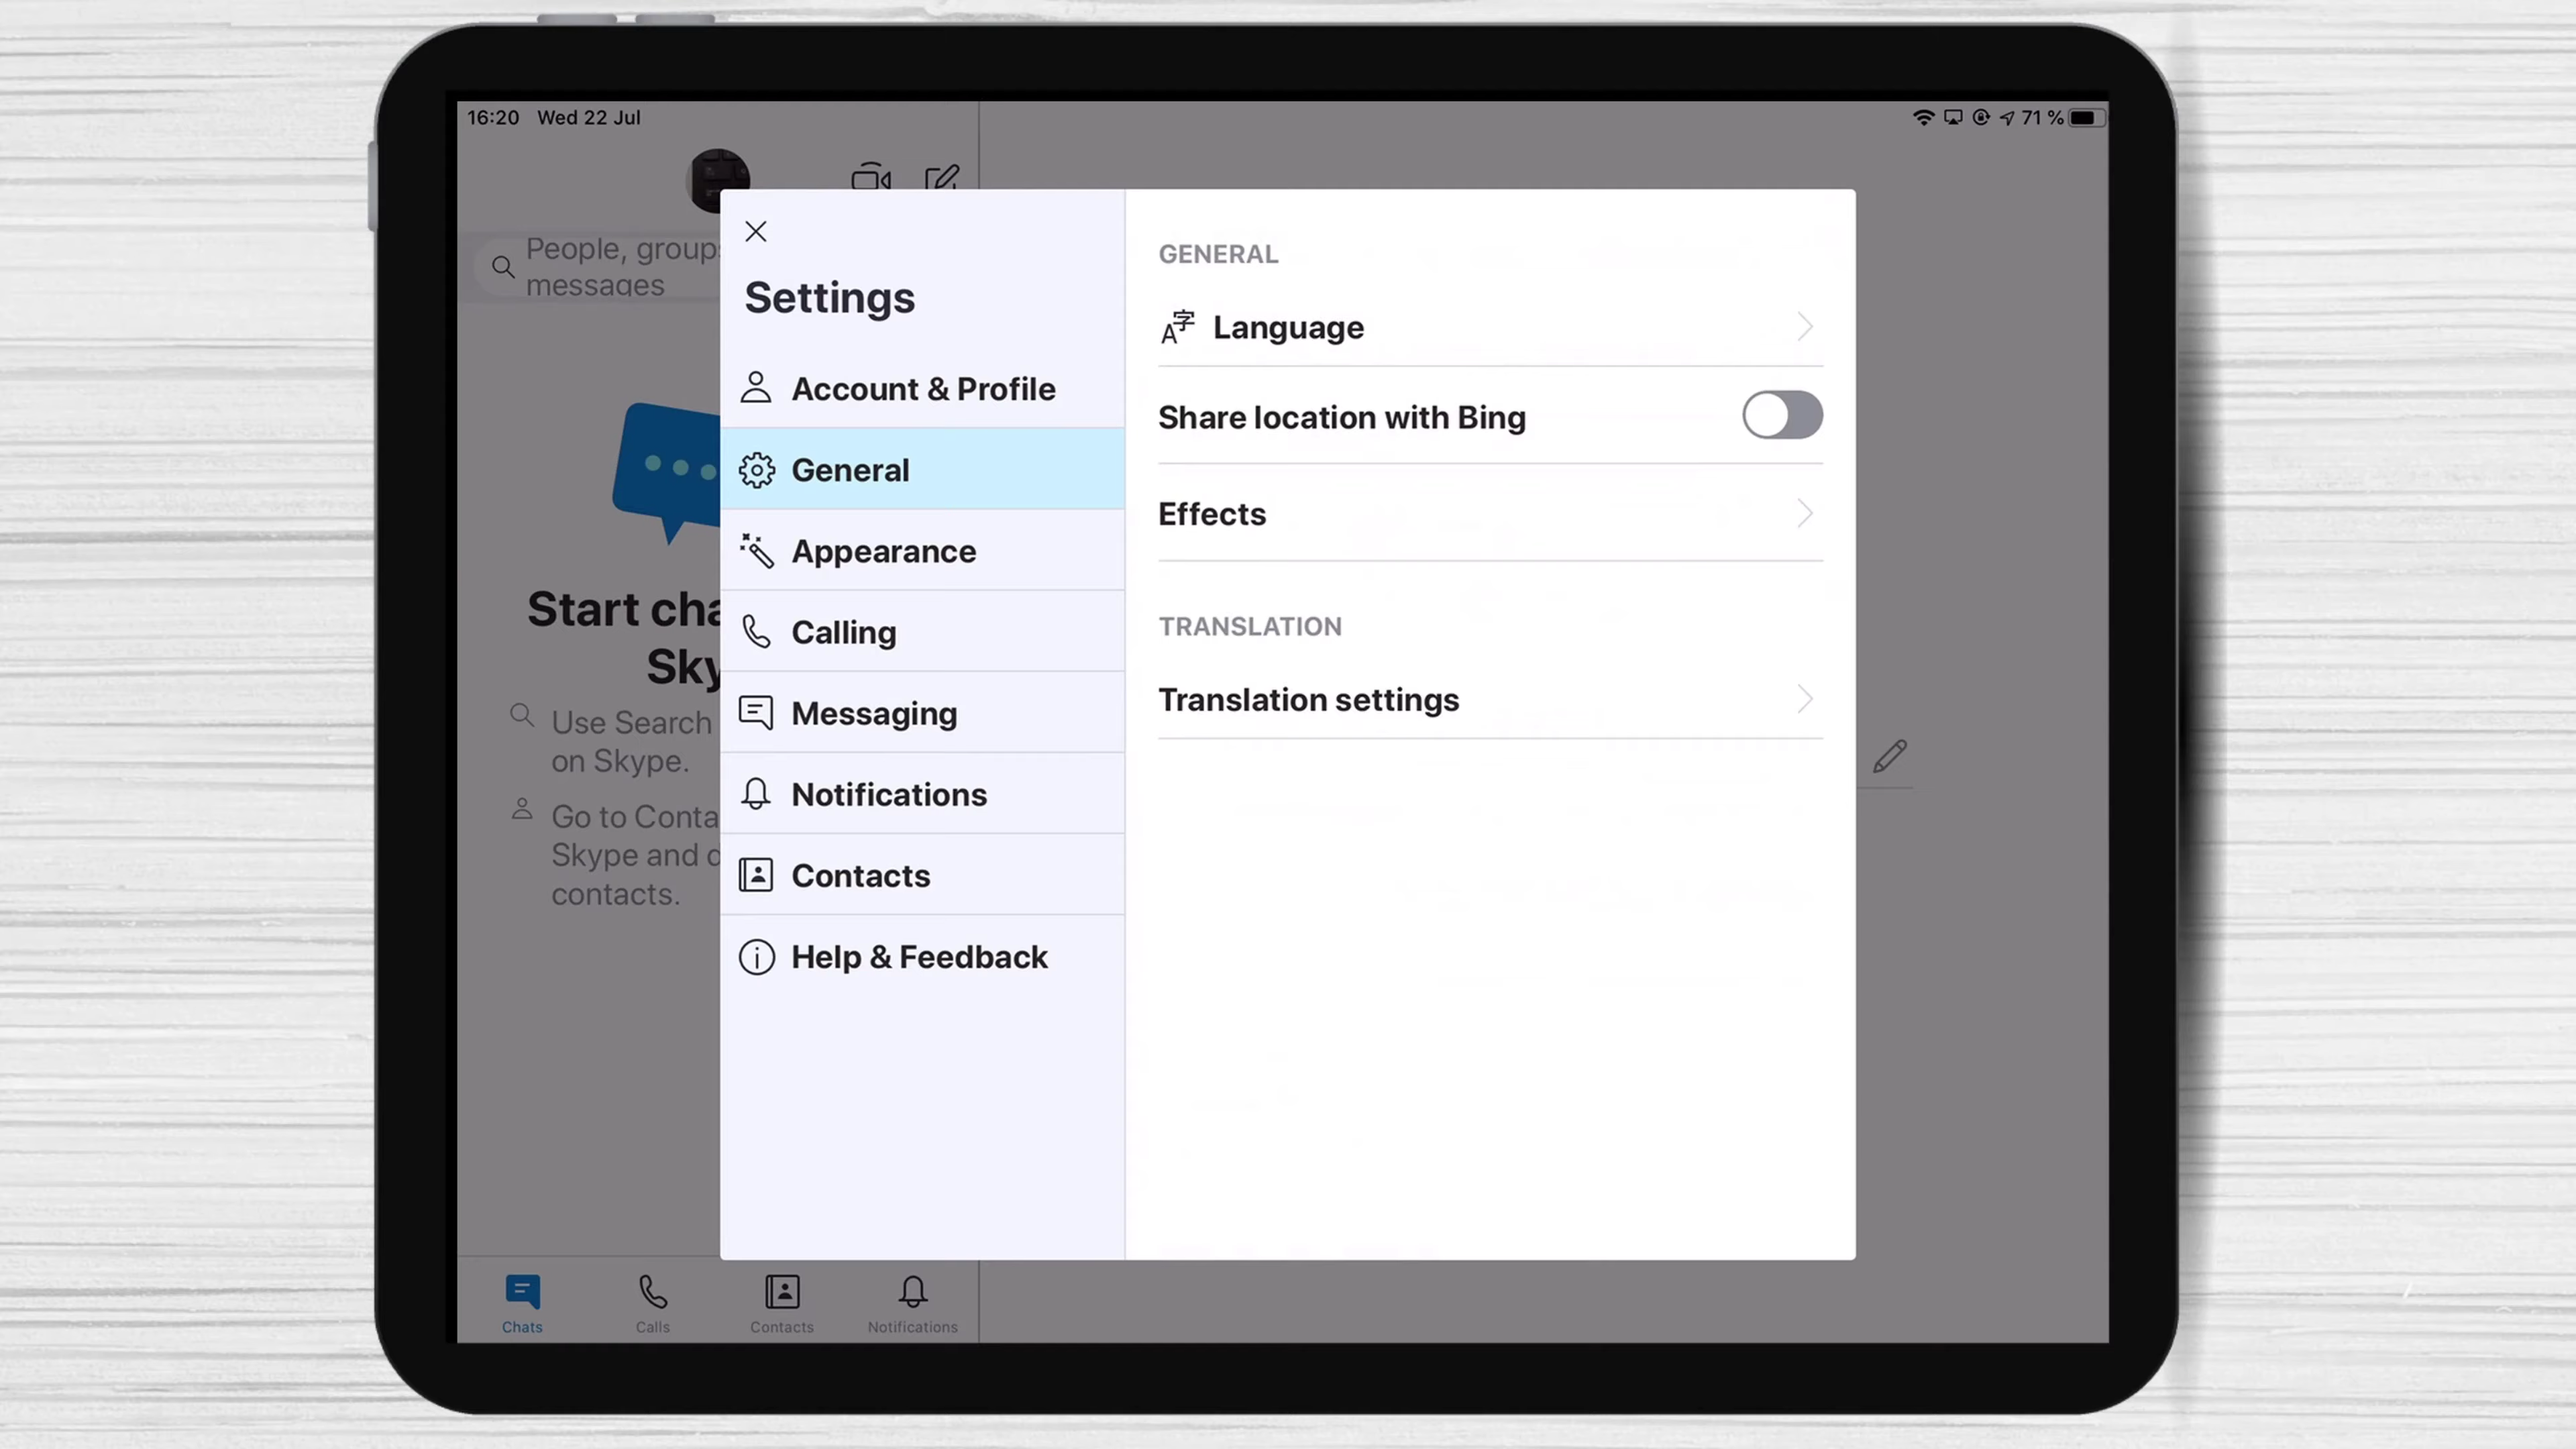 16:20 Wed 22 Jul
71 %
People, groups
messages
Settings
Account & Profile
General
Appearance
Calling
Messaging
Notifications
Contacts
Help & Feedback
GENERAL
A字 Language
Share location with Bing
Effects
TRANSLATION
Translation settings
Start cha
Sky
Use Search
on Skype.
Go to Conta
Skype and d
contacts.
Chats
Calls
Contacts
Notifications